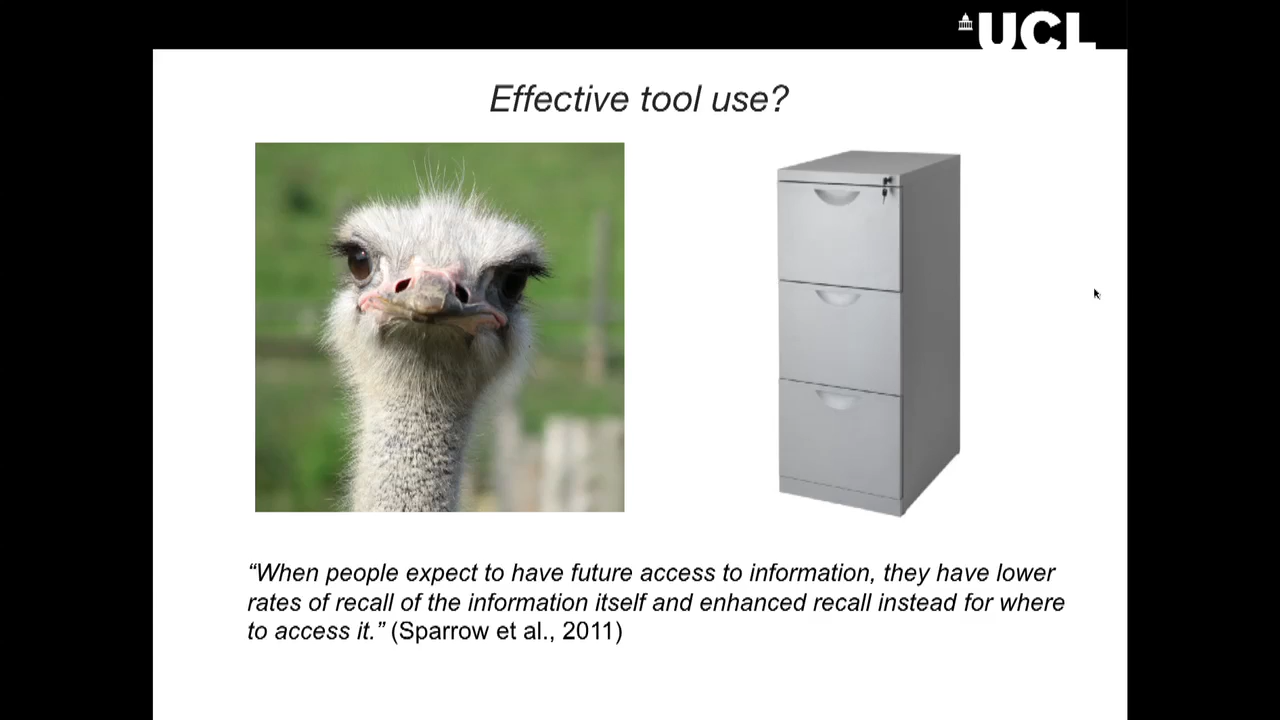 UCL
Effective tool use?
“When people expect to have future access to information, they have lower
rates of recall of the information itself and enhanced recall instead for where
to access it.” (Sparrow et al., 2011)